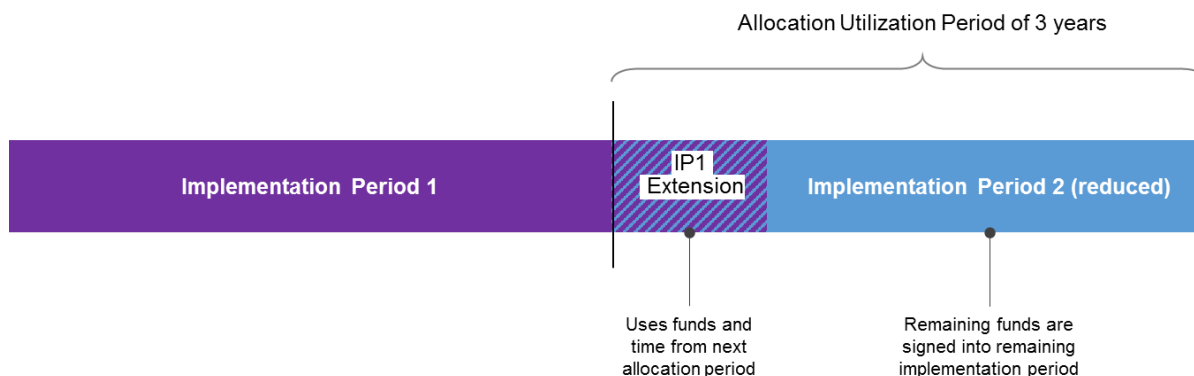 Allocation Utilization Period of 3 years
Implementation Period 1
IP1
Extension
Implementation Period 2 (reduced)
Uses funds and
time from next
allocation period
Remaining funds are
signed into remaining
implementation period